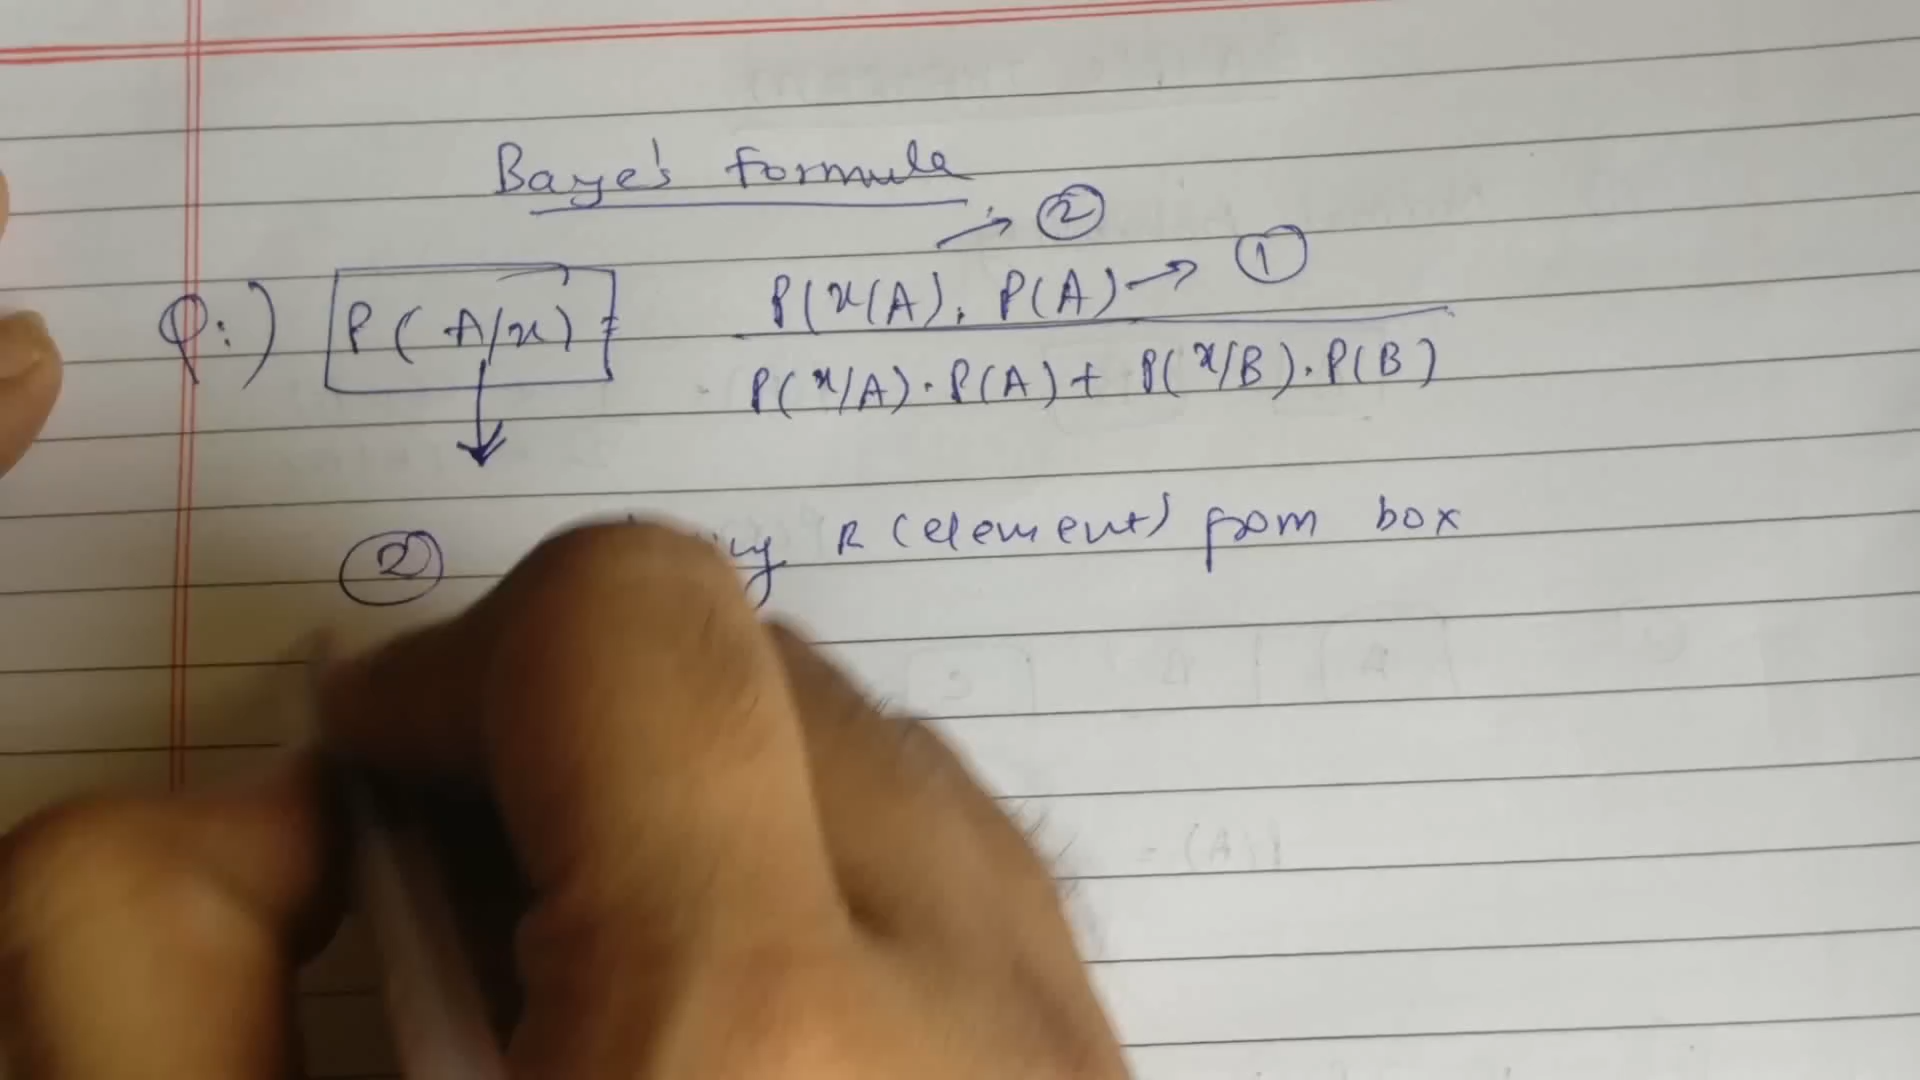 Baye's Formula
②
①
Q:) P(A/x) = P(x/A). P(A)
P(x/A).P(A) + P(x/B).P(B)
② R (element) from box